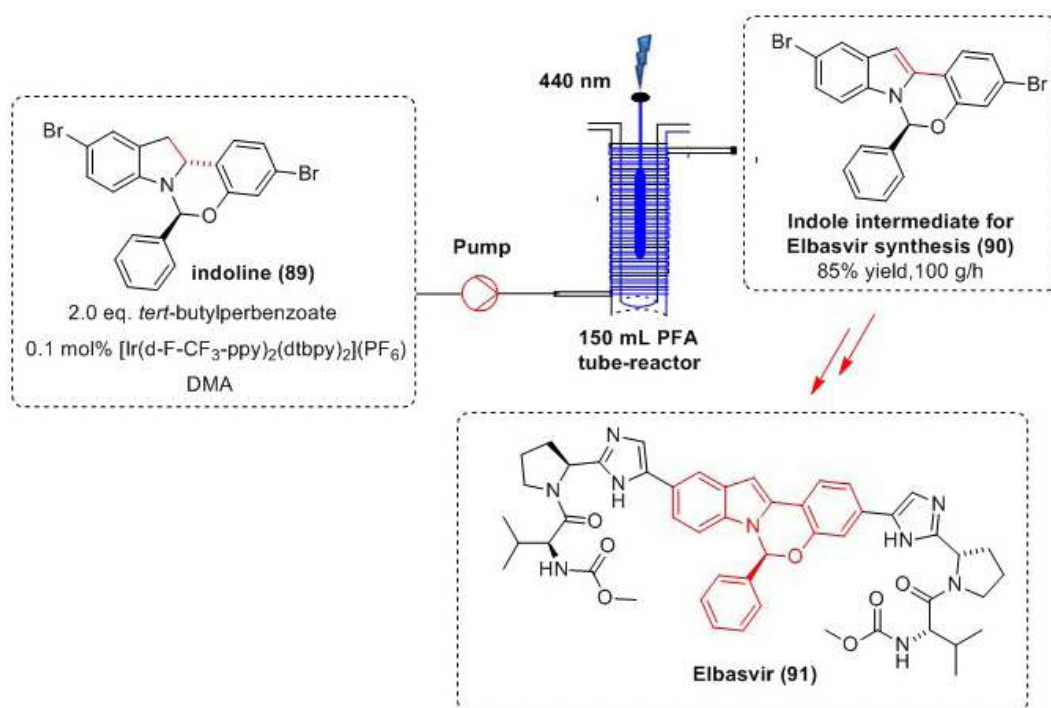 440 nm
Br
Br
N
O
Indole intermediate for
Elbasvir synthesis (90)
85% yield,100 g/h
Br
Br
N
O
indoline (89)
2.0 eq. tert-butylperbenzoate
0.1 mol% [Ir(d-F-CF3-ppy)2(dtbpy)2](PF6)
DMA
Pump
150 mL PFA
tube-reactor
N
N
H
N
O
HN
O
O
N
O
N
N
H
N
O
O
O
N
H
Elbasvir (91)